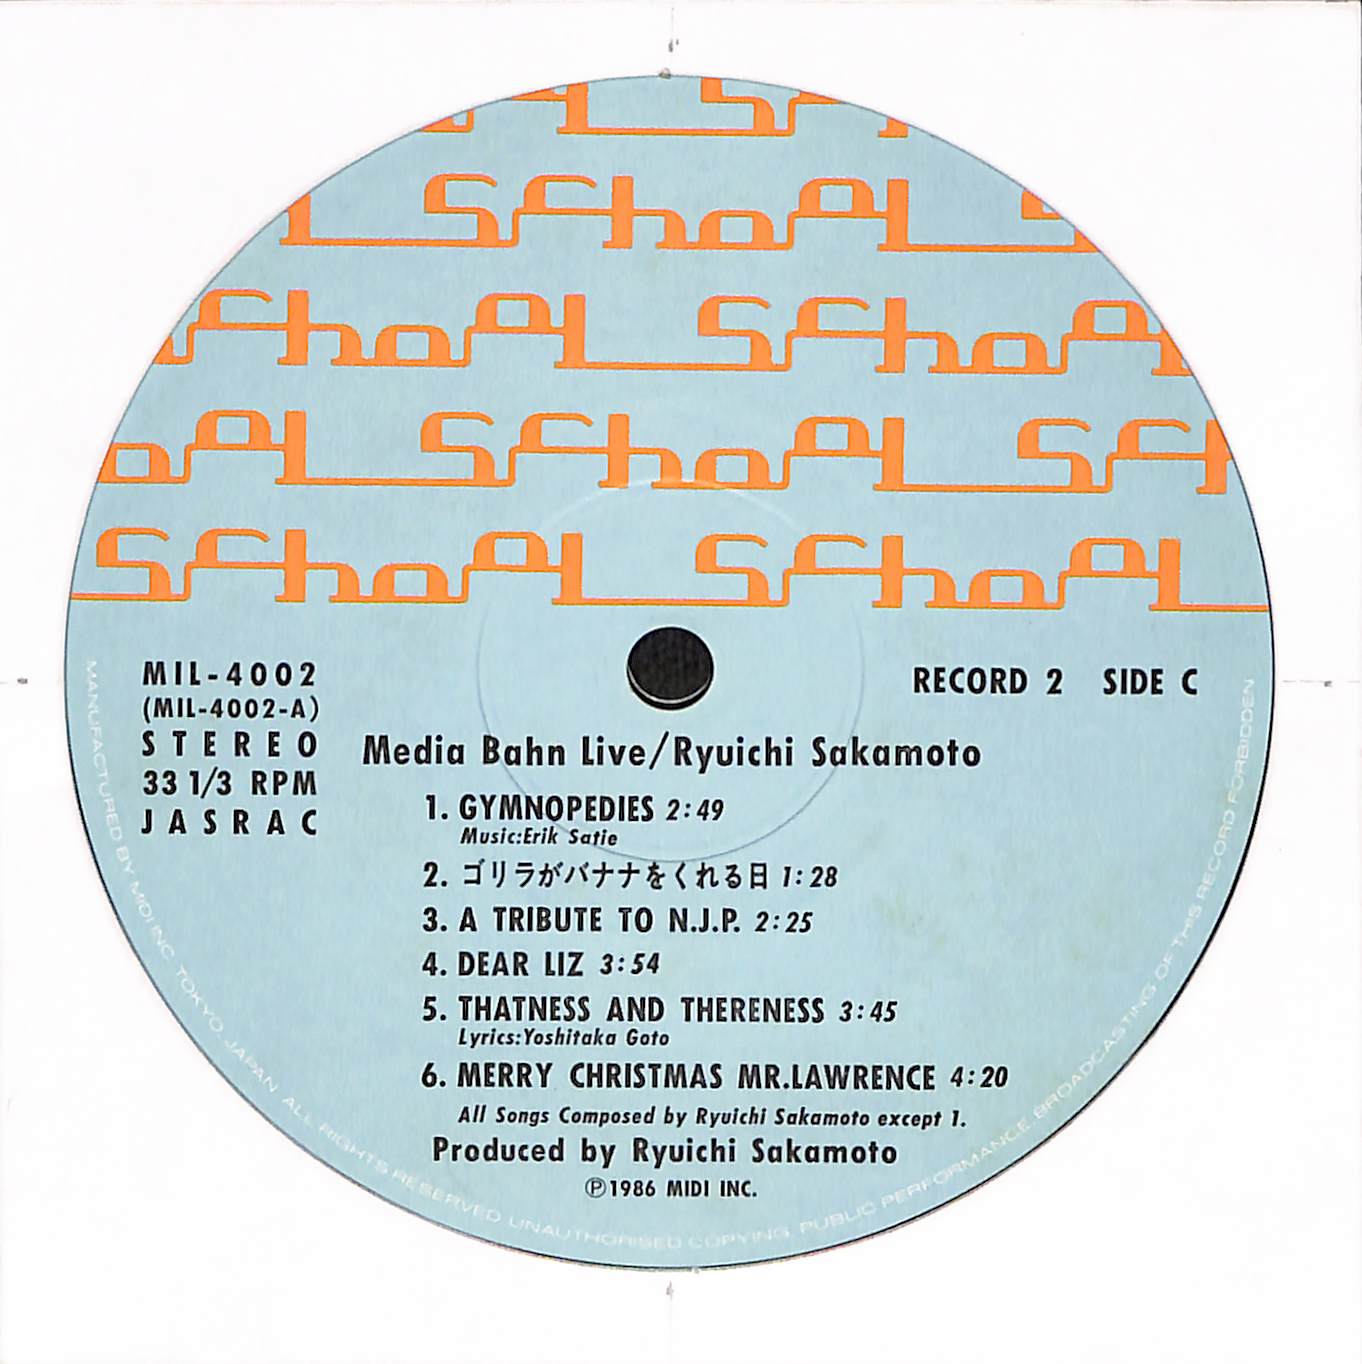 School
School School
School School
School School
MIL-4002
(MIL-4002-A)
STEREO
33 1/3 RPM
JASRAC
RECORD 2 SIDE C
Media Bahn Live/Ryuichi Sakamoto
1. GYMNOPEDIES 2:49
Music:Erik Satie
2. ゴリラがバナナをくれる日 1:28
3. A TRIBUTE TO N.J.P. 2:25
4. DEAR LIZ 3:54
5. THATNESS AND THERENESS 3:45
Lyrics:Yoshitaka Goto
6. MERRY CHRISTMAS MR.LAWRENCE 4:20
All Songs Composed by Ryuichi Sakamoto except 1.
Produced by Ryuichi Sakamoto
Ⓟ1986 MIDI INC.
MANUFACTURED BY MIDI INC. TOKYO, JAPAN. ALL RIGHTS RESERVED. UNAUTHORISED COPYING, PUBLIC PERFORMANCE BROADCASTING OF THIS RECORD FORBIDDEN